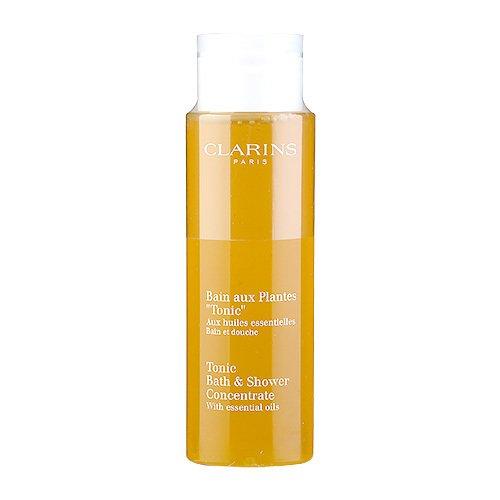 CLARINS
PARIS
Bain aux Plantes
"Tonic"
Aux huiles essentielles
Bain et douche
Tonic
Bath & Shower
Concentrate
With essential oils